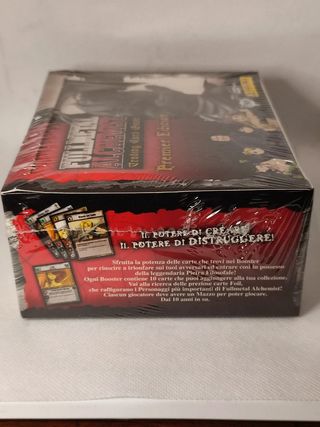 FULLMETAL
ALCHEMIST
Trading Card Game
Premier Edition
IL POTERE DI CREARE
IL POTERE DI DISTRUGGERE!
Sfrutta la potenza delle carte che trovi nei Booster
per riuscire a trionfare sui tuoi avversari ed entrare così in possesso
della leggendaria Pietra Filosofale!
Ogni Booster contiene 10 carte che puoi aggiungere alla tua collezione.
Vai alla ricerca delle preziose carte Foil,
che raffigurano i Personaggi più importanti di Fullmetal Alchemist!
Ciascun giocatore deve avere un Mazzo per poter giocare.
Dai 10 anni in su.